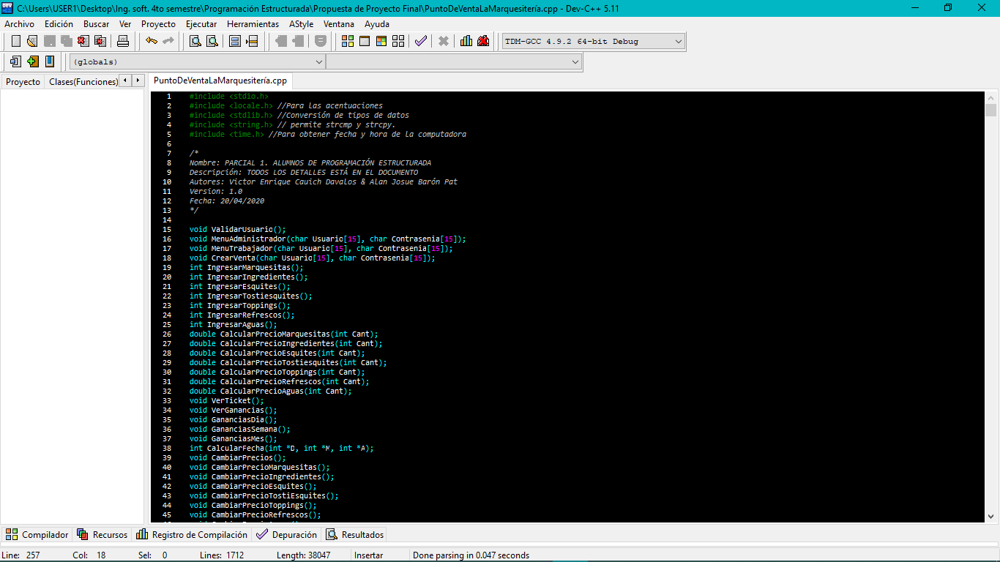 C:\Users\USER1\Desktop\Ing. soft. 4to semestre\Programación Estructurada\Propuesta de Proyecto Final\PuntoDeVentaLaMarquesitería.cpp - Dev-C++ 5.11
Archivo Edición Buscar Ver Proyecto Ejecutar Herramientas AStyle Ventana Ayuda
TDM-GCC 4.9.2 64-bit Debug
(globals)
Proyecto Clases(Funciones) PuntoDeVentaLaMarquesitería.cpp
1 #include <stdio.h>
2 #include <locale.h> //Para las acentuaciones
3 #include <stdlib.h> //Conversión de tipos de datos
4 #include <string.h> // permite strcmp y strcpy.
5 #include <time.h> //Para obtener fecha y hora de la computadora
6
7 /*
8 Nombre: PARCIAL 1. ALUMNOS DE PROGRAMACIÓN ESTRUCTURADA
9 Descripción: TODOS LOS DETALLES ESTÁ EN EL DOCUMENTO
10 Autores: Victor Enrique Cauich Davalos & Alan Josue Barón Pat
11 Version: 1.0
12 Fecha: 20/04/2020
13 */
14
15 void ValidarUsuario();
16 void MenuAdministrador(char Usuario[15], char Contrasenia[15]);
17 void MenuTrabajador(char Usuario[15], char Contrasenia[15]);
18 void CrearVenta(char Usuario[15], char Contrasenia[15]);
19 int IngresarMarquesitas();
20 int IngresarIngredientes();
21 int IngresarEsquites();
22 int IngresarTostiesquites();
23 int IngresarToppings();
24 int IngresarRefrescos();
25 int IngresarAguas();
26 double CalcularPrecioMarquesitas(int Cant);
27 double CalcularPrecioIngredientes(int Cant);
28 double CalcularPrecioEsquites(int Cant);
29 double CalcularPrecioTostiesquites(int Cant);
30 double CalcularPrecioToppings(int Cant);
31 double CalcularPrecioRefrescos(int Cant);
32 double CalcularPrecioAguas(int Cant);
33 void VerTicket();
34 void VerGanancias();
35 void GananciasDia();
36 void GananciasSemana();
37 void GananciasMes();
38 int CalcularFecha(int *D, int *M, int *A);
39 void CambiarPrecios();
40 void CambiarPrecioMarquesitas();
41 void CambiarPrecioIngredientes();
42 void CambiarPrecioEsquites();
43 void CambiarPrecioTostiEsquites();
44 void CambiarPrecioToppings();
45 void CambiarPrecioRefrescos();
Compilador Recursos Registro de Compilación Depuración Resultados
Line: 257 Col: 18 Sel: 0 Lines: 1712 Length: 38047 Insertar Done parsing in 0.047 seconds